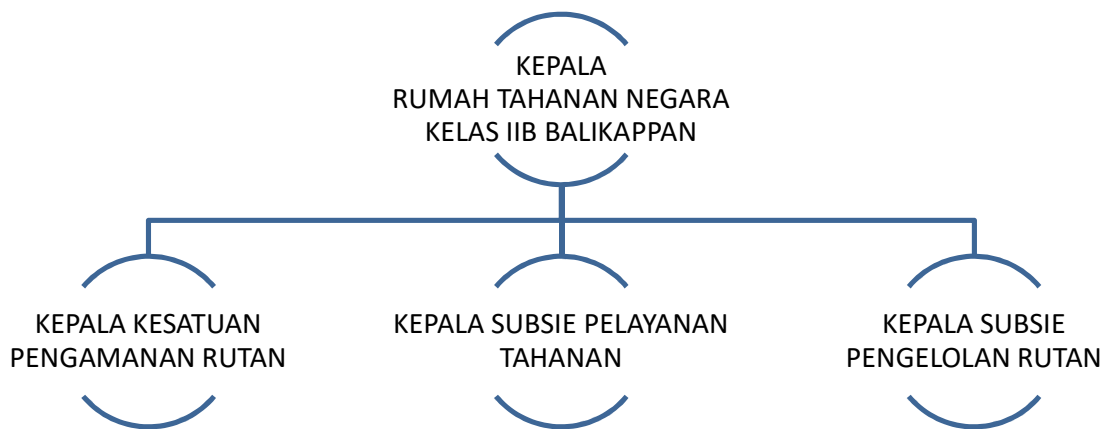 KEPALA
RUMAH TAHANAN NEGARA
KELAS IIB BALIKAPPAN
KEPALA KESATUAN
PENGAMANAN RUTAN
KEPALA SUBSIE PELAYANAN
TAHANAN
KEPALA SUBSIE
PENGELOLAN RUTAN